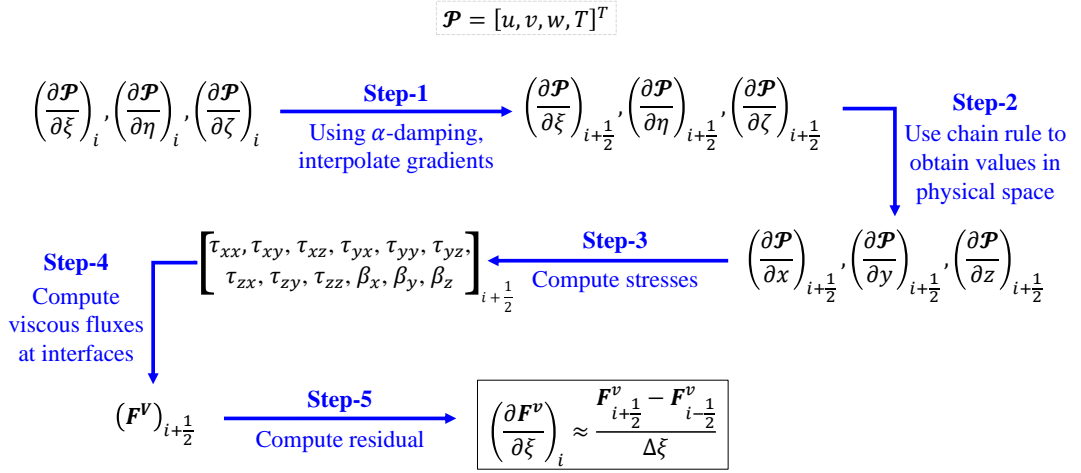 𝓟 = [u, v, w, T]^T
(∂𝓟/∂ξ)_i , (∂𝓟/∂η)_i , (∂𝓟/∂ζ)_i
Step-1
Using α-damping,
interpolate gradients
(∂𝓟/∂ξ)_{i+1/2} , (∂𝓟/∂η)_{i+1/2} , (∂𝓟/∂ζ)_{i+1/2}
Step-2
Use chain rule to
obtain values in
physical space
(∂𝓟/∂x)_{i+1/2} , (∂𝓟/∂y)_{i+1/2} , (∂𝓟/∂z)_{i+1/2}
Step-3
Compute stresses
[τ_xx, τ_xy, τ_xz, τ_yx, τ_yy, τ_yz,
τ_zx, τ_zy, τ_zz, β_x, β_y, β_z]_{i+1/2}
Step-4
Compute
viscous fluxes
at interfaces
(F^V)_{i+1/2}
Step-5
Compute residual
(∂F^v/∂ξ)_i ≈ (F^v_{i+1/2} − F^v_{i−1/2})/Δξ